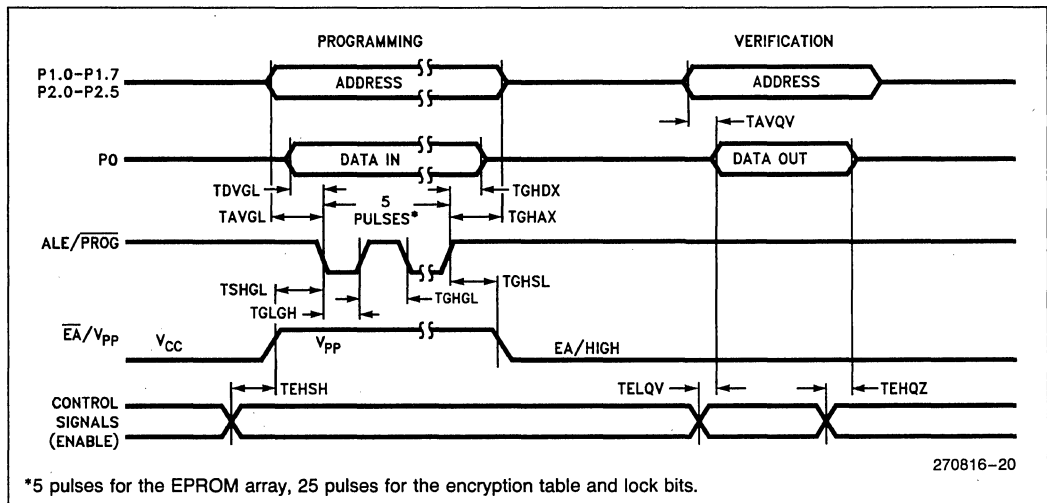 PROGRAMMING VERIFICATION
P1.0–P1.7
P2.0–P2.5
ADDRESS ADDRESS
TAVQV
P0 DATA IN DATA OUT
TDVGL 5 TGHDX
TAVGL PULSES* TGHAX
ALE/PROG
TSHGL TGHSL
TGLGH TGHGL
EA/VPP VCC VPP EA/HIGH
TEHSH TELQV TEHQZ
CONTROL
SIGNALS
(ENABLE)
270816–20
*5 pulses for the EPROM array, 25 pulses for the encryption table and lock bits.